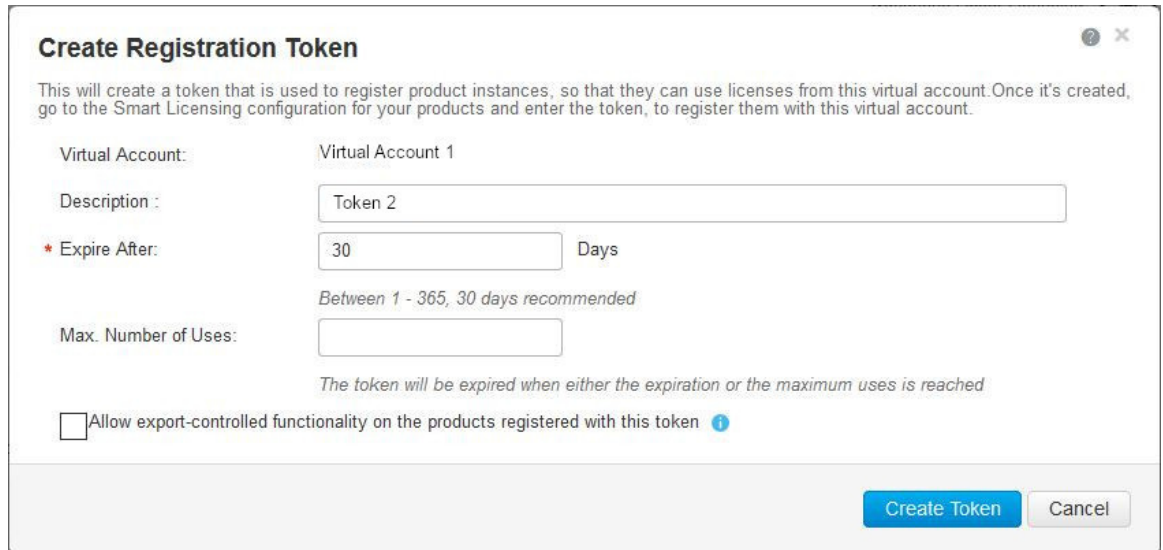 Create Registration Token
This will create a token that is used to register product instances, so that they can use licenses from this virtual account.Once it's created,
go to the Smart Licensing configuration for your products and enter the token, to register them with this virtual account.
Virtual Account: Virtual Account 1
Description : Token 2
* Expire After: 30 Days
Between 1 - 365, 30 days recommended
Max. Number of Uses:
The token will be expired when either the expiration or the maximum uses is reached
Allow export-controlled functionality on the products registered with this token
Create Token Cancel